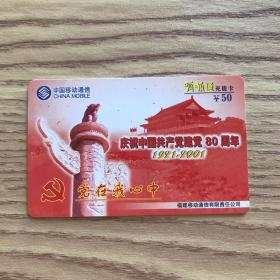 中国移动通信
CHINA MOBILE
神州行充值卡
￥50
庆祝中国共产党建党80周年
1921-2001
党在我心中
福建移动通信有限责任公司